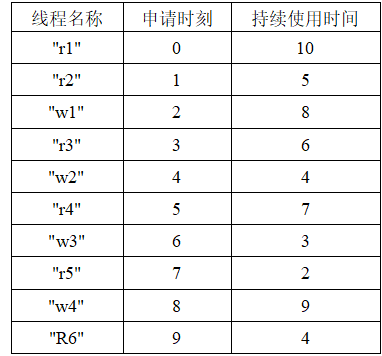 线程名称 申请时刻 持续使用时间
"r1" 0 10
"r2" 1 5
"w1" 2 8
"r3" 3 6
"w2" 4 4
"r4" 5 7
"w3" 6 3
"r5" 7 2
"w4" 8 9
"R6" 9 4